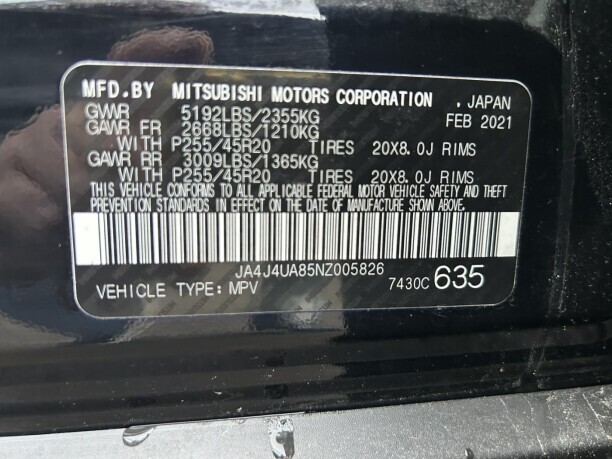 MFD.BY MITSUBISHI MOTORS CORPORATION . JAPAN
GVWR 5192LBS/2355KG FEB 2021
GAWR FR 2668LBS/1210KG
WITH P255/45R20 TIRES 20X8.0J RIMS
GAWR RR 3009LBS/1365KG
WITH P255/45R20 TIRES 20X8.0J RIMS
THIS VEHICLE CONFORMS TO ALL APPLICABLE FEDERAL MOTOR VEHICLE SAFETY AND THEFT
PREVENTION STANDARDS IN EFFECT ON THE DATE OF MANUFACTURE SHOWN ABOVE.
JA4J4UA85NZ005826
VEHICLE TYPE: MPV 7430C 635